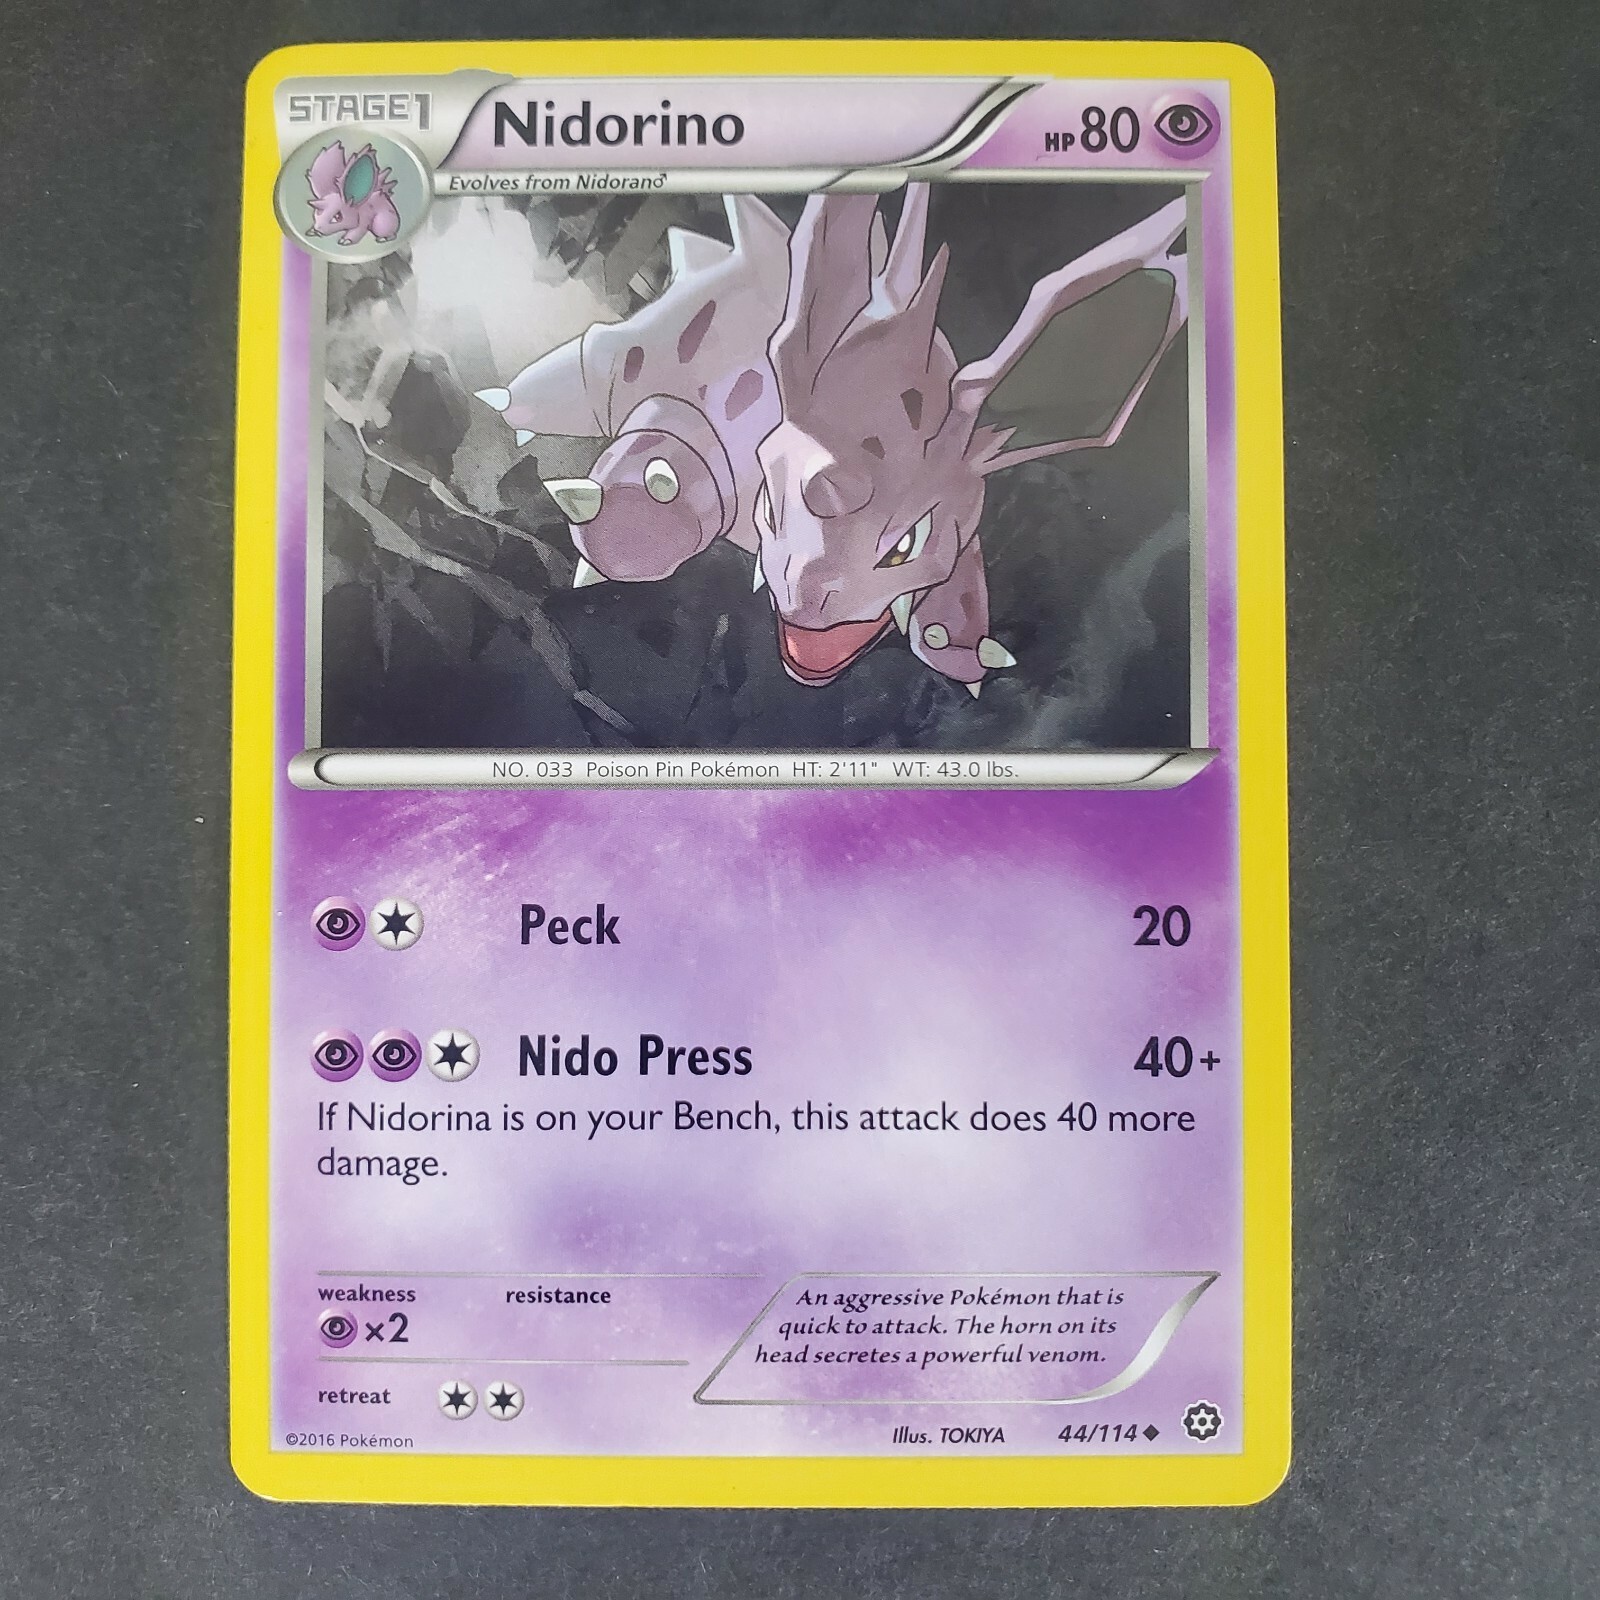 STAGE1
Nidorino
HP 80
Evolves from Nidoran♂
NO. 033 Poison Pin Pokémon HT: 2'11" WT: 43.0 lbs.
Peck 20
Nido Press 40+
If Nidorina is on your Bench, this attack does 40 more
damage.
weakness resistance
×2
An aggressive Pokémon that is
quick to attack. The horn on its
head secretes a powerful venom.
retreat
©2016 Pokémon
Illus. TOKIYA 44/114 ◆